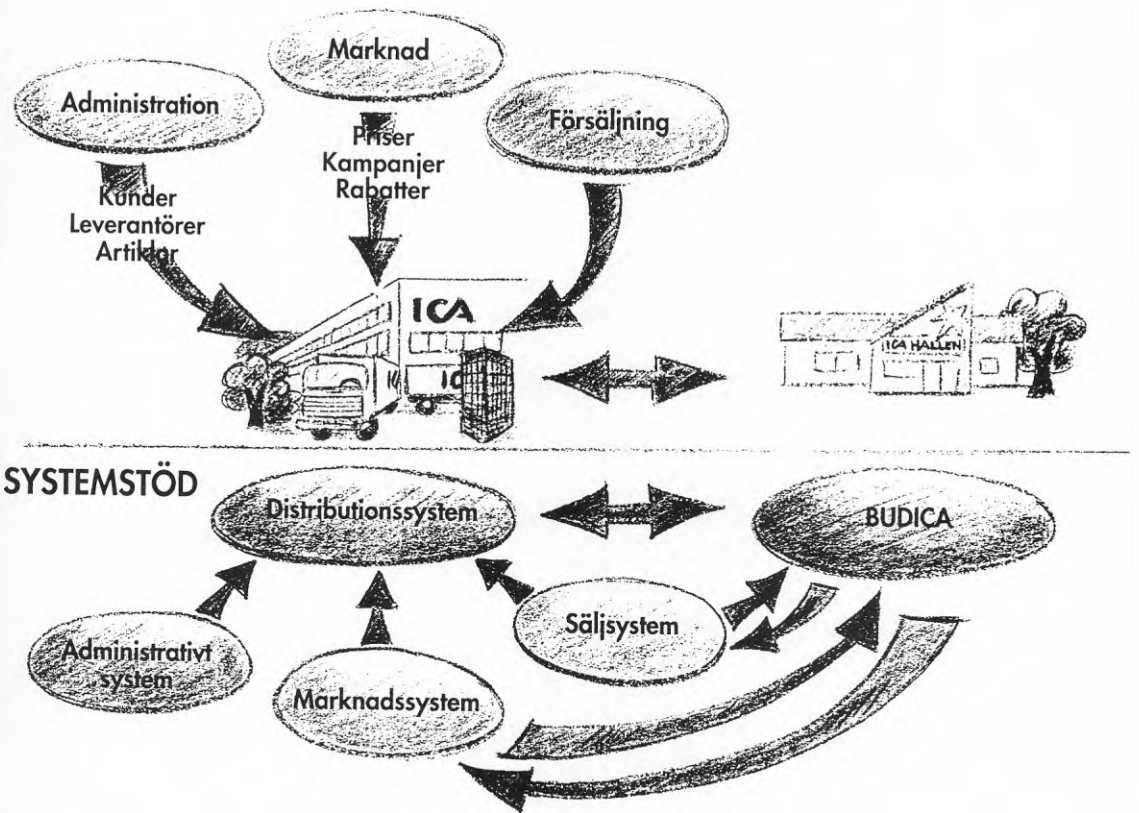 Marknad
Administration
Försäljning
Priser
Kampanjer
Rabatter
Kunder
Leverantörer
Artiklar
ICA
ICA HALLEN
IC
SYSTEMSTÖD
Distributionssystem
BUDICA
Säljsystem
Administrativt
system
Marknadssystem